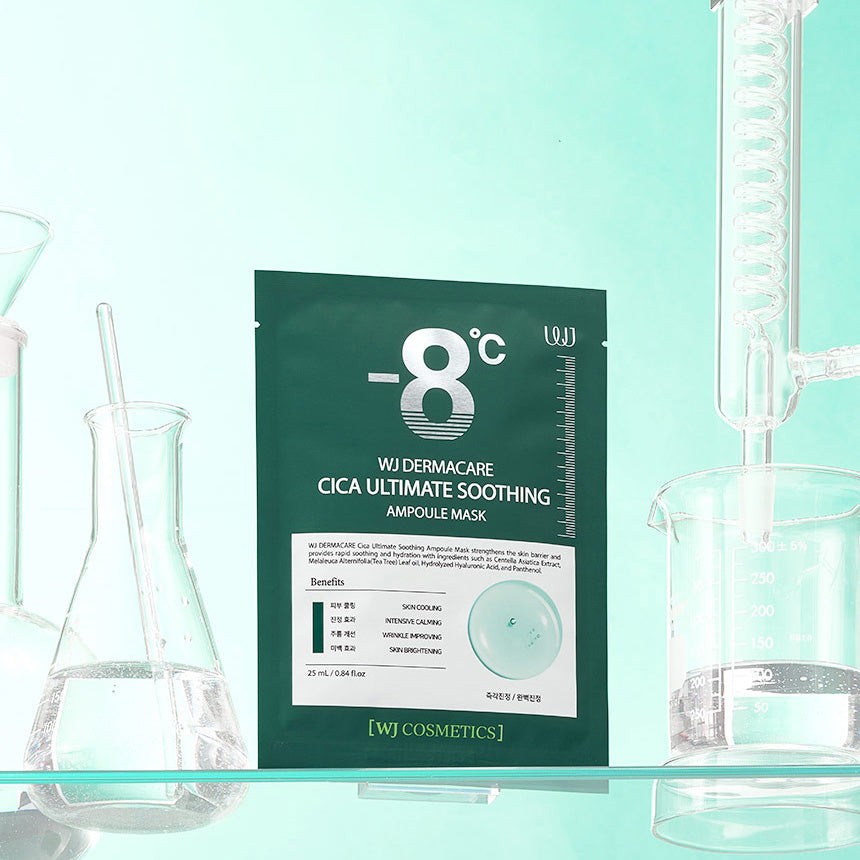 -8°C
WJ
WJ DERMACARE
CICA ULTIMATE SOOTHING
AMPOULE MASK
WJ DERMACARE Cica Ultimate Soothing Ampoule Mask strengthens the skin barrier and
provides rapid soothing and hydration with ingredients such as Centella Asiatica Extract,
Melaleuca Alternifolia(Tea Tree) Leaf oil, Hydrolyzed Hyaluronic Acid, and Panthenol.
Benefits
피부 쿨링 SKIN COOLING
진정 효과 INTENSIVE CALMING
주름 개선 WRINKLE IMPROVING
미백 효과 SKIN BRIGHTENING
25 mL / 0.84 fl.oz
즉각진정 / 완벽진정
[WJ COSMETICS]
300 ± 5%
250
200
150
50
200